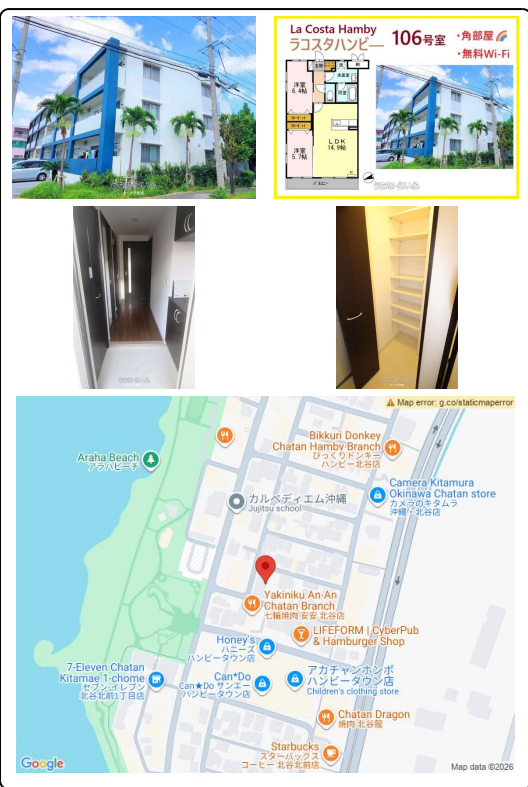 La Costa Hamby
ラコスタハンビー
106号室
・角部屋
・無料Wi-Fi
洋室
6.4帖
洋室
5.7帖
LDK
14.9帖
バルコニー
玄関
浴室
Map error: g.co/staticmaperror
Araha Beach
アラハビーチ
Bikkuri Donkey
Chatan Hamby Branch
びっくりドンキー
ハンビー北谷店
カルペディエム沖縄
Jujitsu school
Camera Kitamura
Okinawa Chatan store
カメラのキタムラ
沖縄・北谷店
Yakiniku An-An
Chatan Branch
七輪焼肉 安安 北谷店
LIFEFORM | CyberPub
& Hamburger Shop
Honey's
ハニーズ
ハンビータウン店
7-Eleven Chatan
Kitamae 1-chome
セブン-イレブン
北谷北前1丁目店
Can*Do
Can★Do サンエー
ハンビータウン店
アカチャンホンポ
ハンビータウン店
Children's clothing store
Chatan Dragon
焼肉 北谷龍
Starbucks
スターバックス
コーヒー 北谷北前店
Google
Map data ©2026